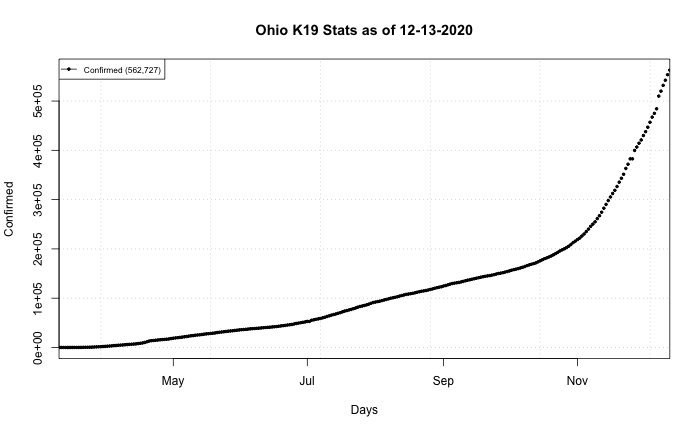 Ohio K19 Stats as of 12-13-2020
Confirmed (562,727)
5e+05
4e+05
3e+05
2e+05
1e+05
0e+00
Confirmed
May Jul Sep Nov
Days